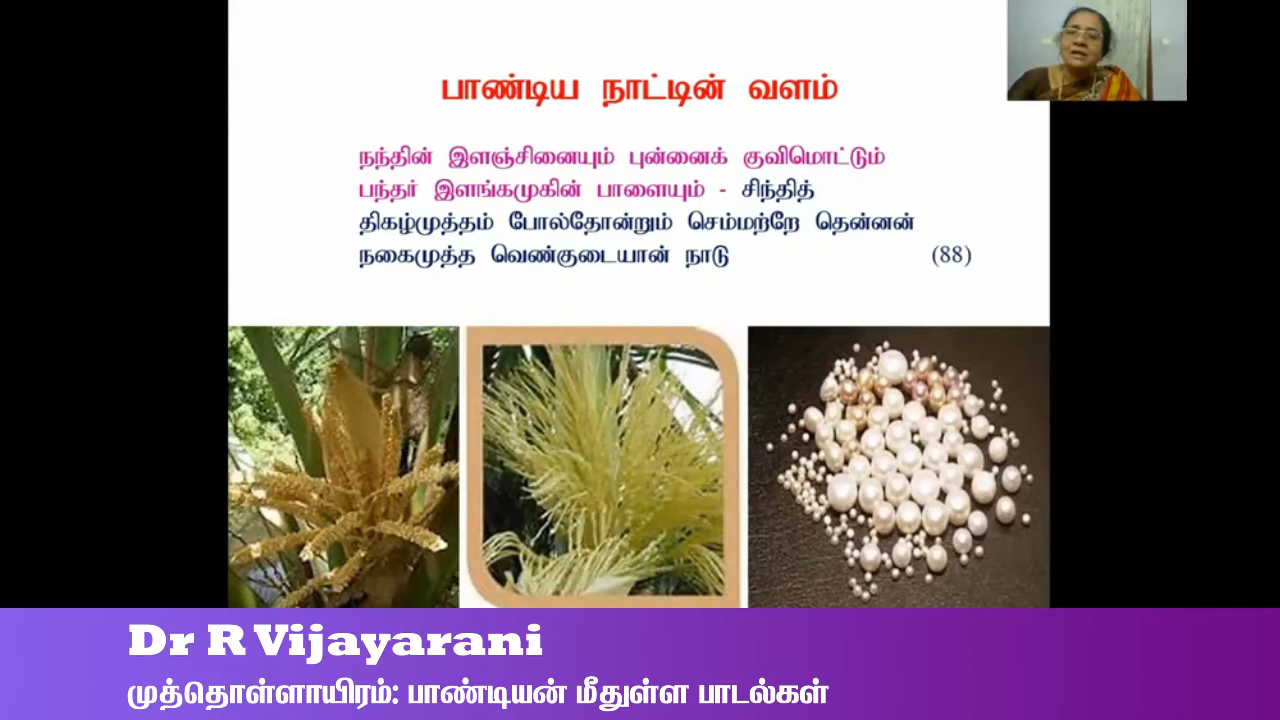 பாண்டிய நாட்டின் வளம்
நந்தின் இளஞ்சினையும் புன்னைக் குவிமொட்டும்
பந்தர் இளங்கமுகின் பாளையும் - சிந்தித்
திகழ்முத்தம் போல்தோன்றும் செம்மற்றே தென்னன்
நகைமுத்த வெண்குடையான் நாடு (88)
Dr R Vijayarani
முத்தொள்ளாயிரம்: பாண்டியன் மீதுள்ள பாடல்கள்